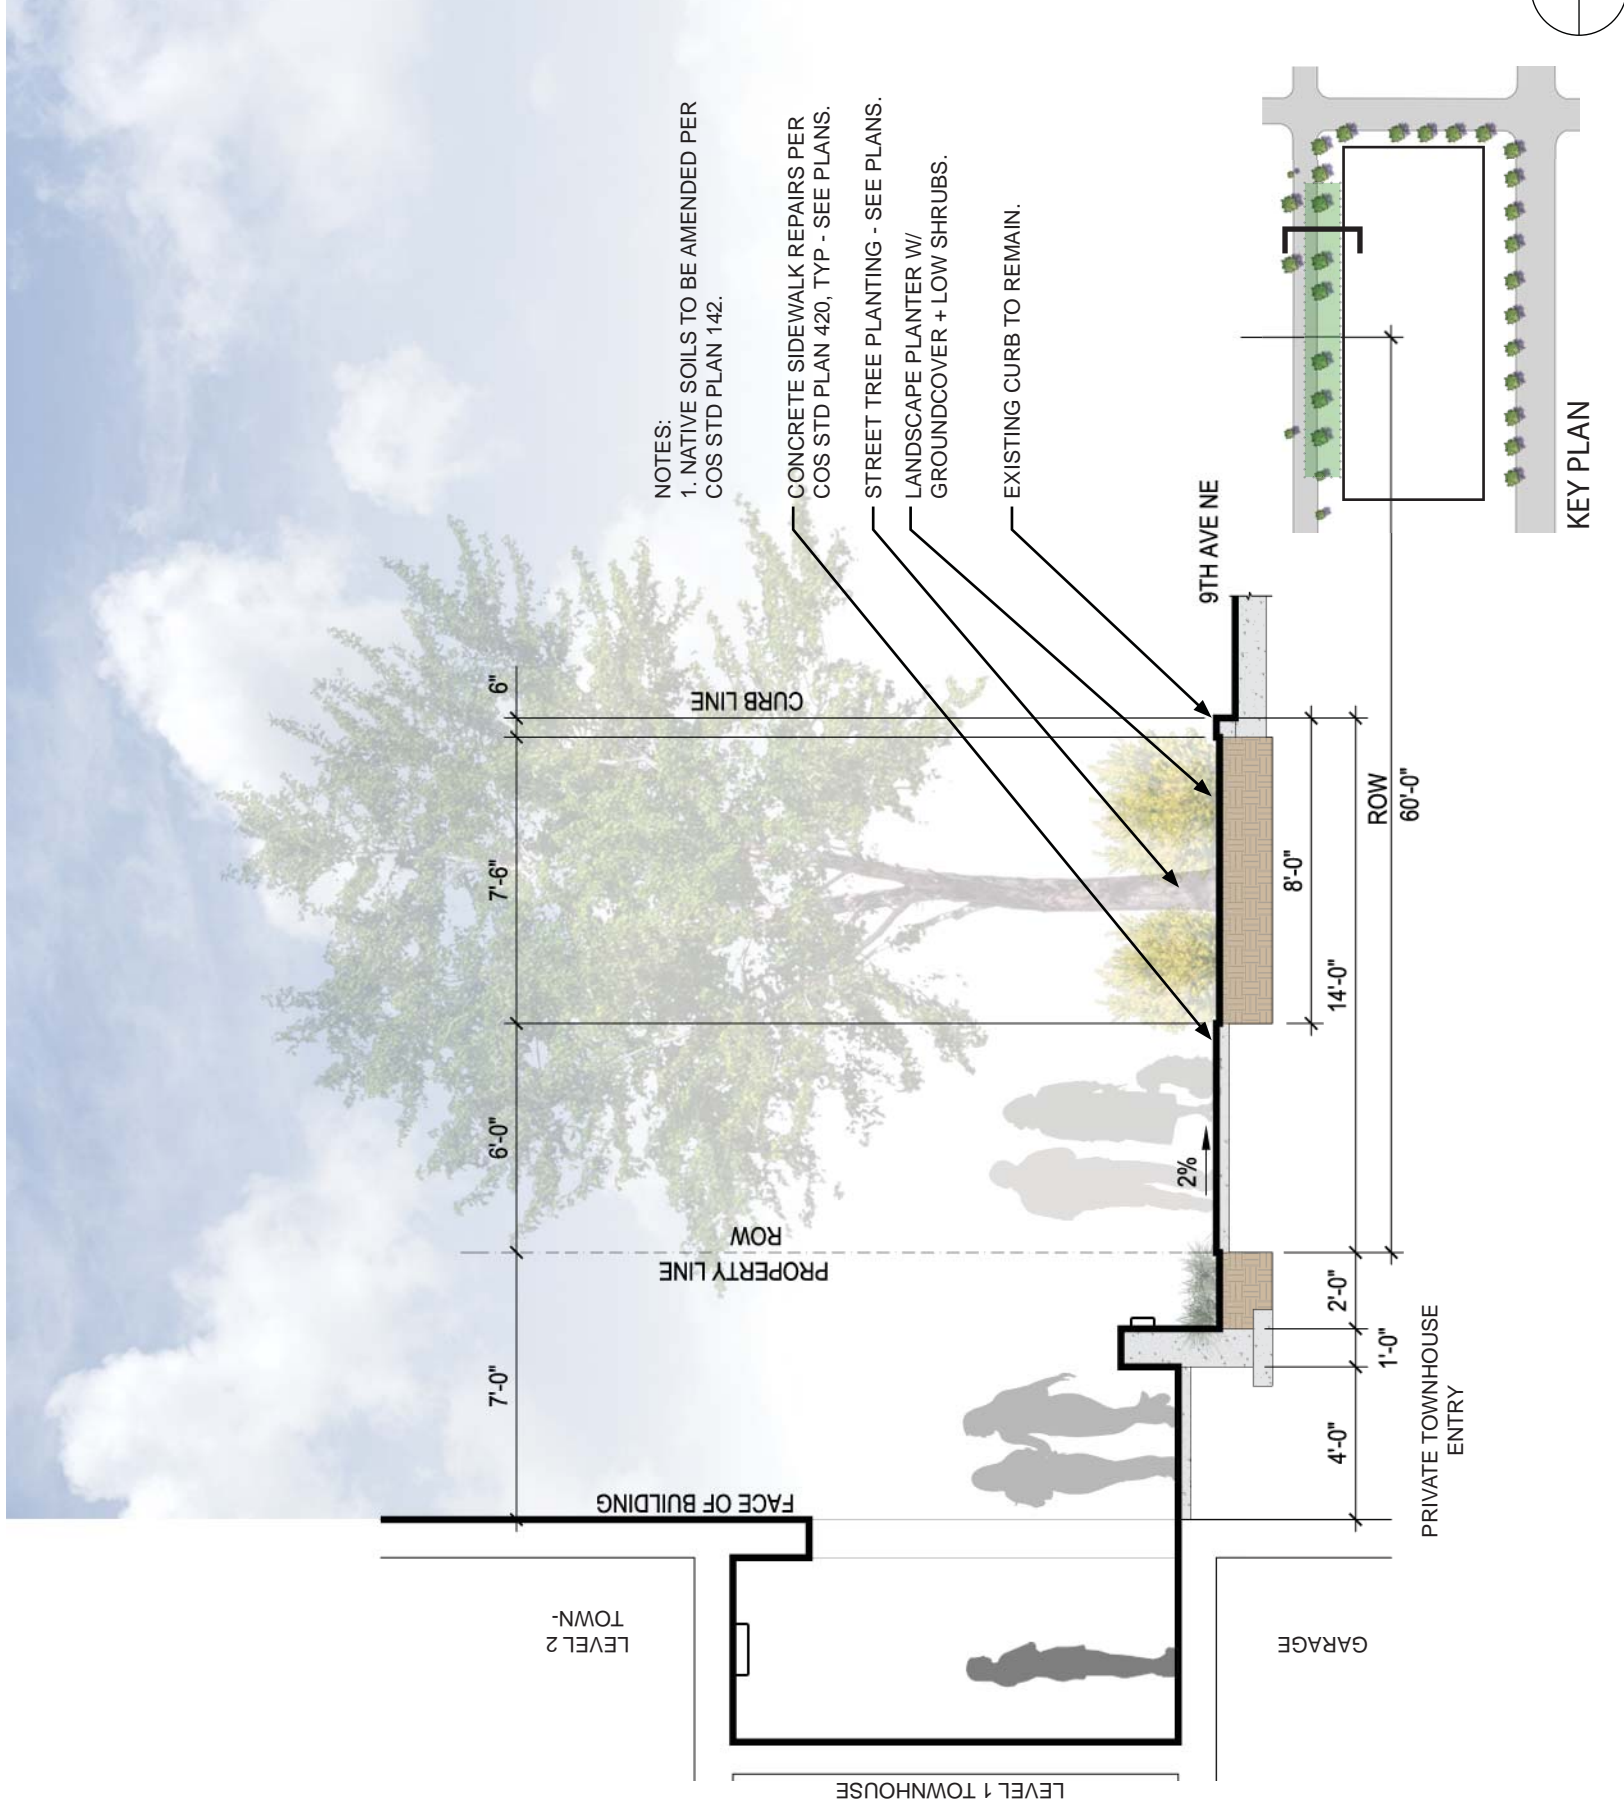 NOTES:
1. NATIVE SOILS TO BE AMENDED PER
COS STD PLAN 142.
CONCRETE SIDEWALK REPAIRS PER
COS STD PLAN 420, TYP - SEE PLANS.
STREET TREE PLANTING - SEE PLANS.
LANDSCAPE PLANTER W/
GROUNDCOVER + LOW SHRUBS.
EXISTING CURB TO REMAIN.
7'-0"
6'-0"
7'-6"
6"
FACE OF BUILDING
PROPERTY LINE
ROW
CURB LINE
LEVEL 2
TOWN-
LEVEL 1 TOWNHOUSE
GARAGE
2%
9TH AVE NE
8'-0"
4'-0"
2'-0"
14'-0"
1'-0"
ROW
60'-0"
PRIVATE TOWNHOUSE
ENTRY
KEY PLAN